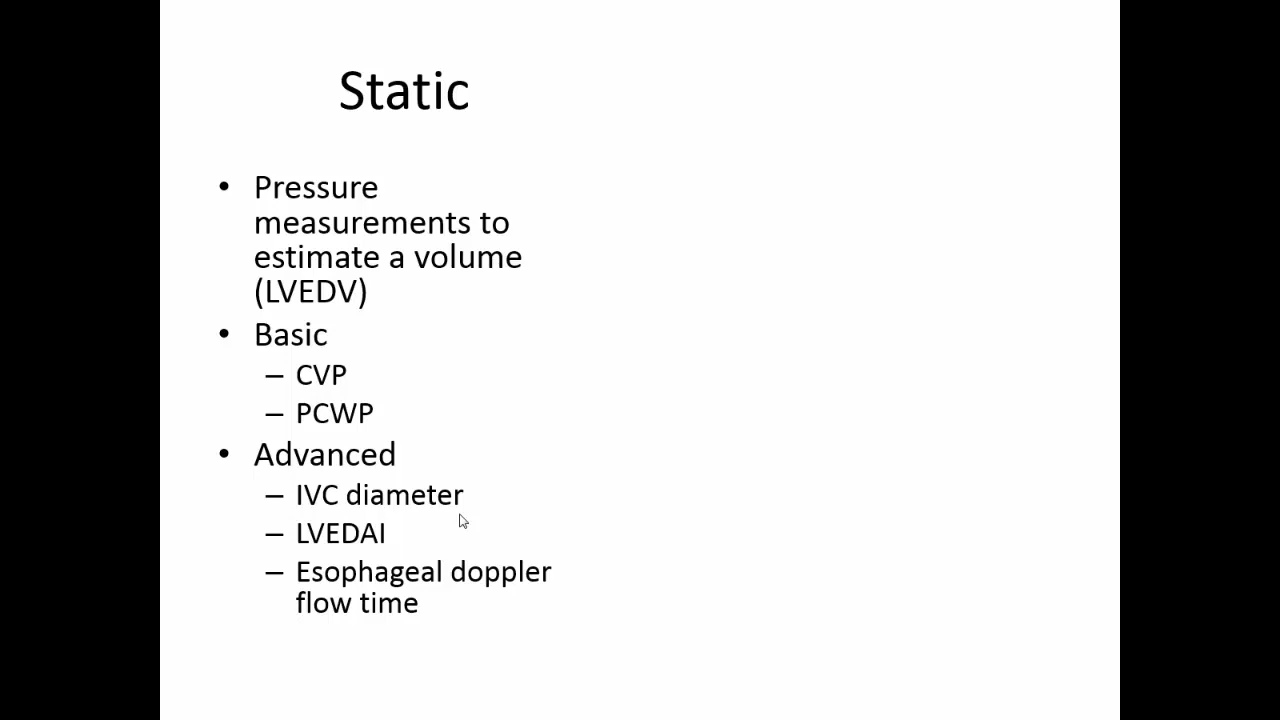 Static
• Pressure
measurements to
estimate a volume
(LVEDV)
• Basic
– CVP
– PCWP
• Advanced
– IVC diameter
– LVEDAI
– Esophageal doppler
flow time